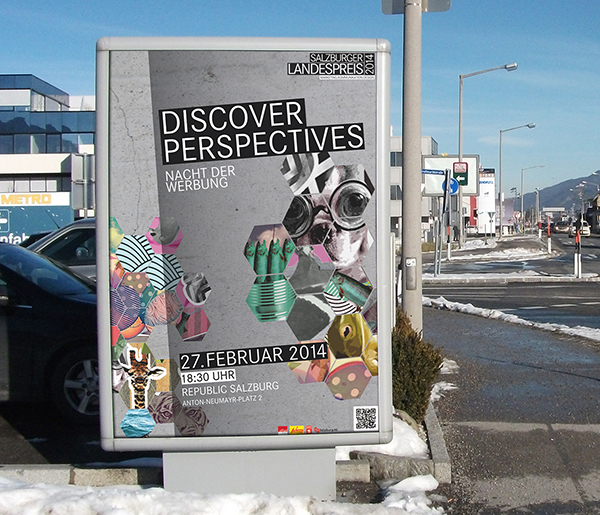 SALZBURGER
LANDESPREIS
2014
DISCOVER
PERSPECTIVES
NACHT DER
WERBUNG
27.FEBRUAR 2014
18:30 UHR
REPUBLIC SALZBURG
ANTON-NEUMAYR-PLATZ 2
METRO